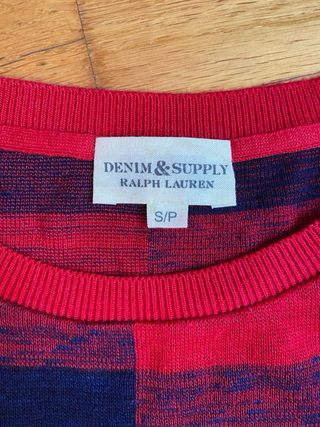 DENIM & SUPPLY
RALPH LAUREN
S/P